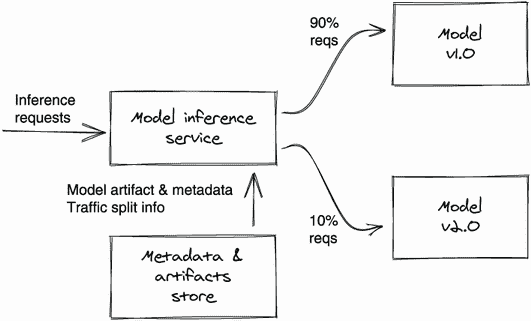 90%
reqs
Model
v1.0
Inference
requests
Model inference
service
Model artifact & metadata
Traffic split info
10%
reqs
Model
v2.0
Metadata &
artifacts
store